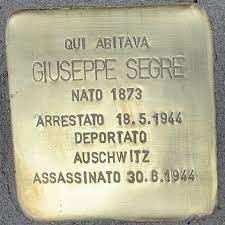 QUI ABITAVA
GIUSEPPE SEGRE
NATO 1873
ARRESTATO 18.5.1944
DEPORTATO
AUSCHWITZ
ASSASSINATO 30.6.1944